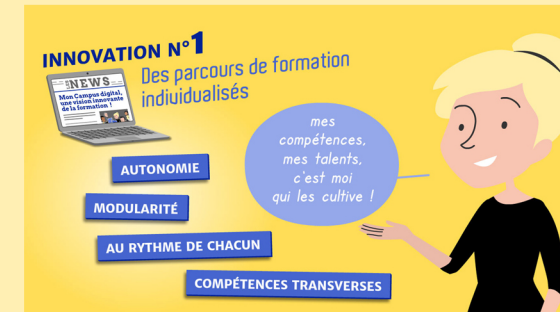 INNOVATION N°1
Des parcours de formation
individualisés
NEWS
Mon Campus digital,
une vision innovante
de la formation !
mes
compétences,
mes talents,
c'est moi
qui les cultive !
AUTONOMIE
MODULARITÉ
AU RYTHME DE CHACUN
COMPÉTENCES TRANSVERSES